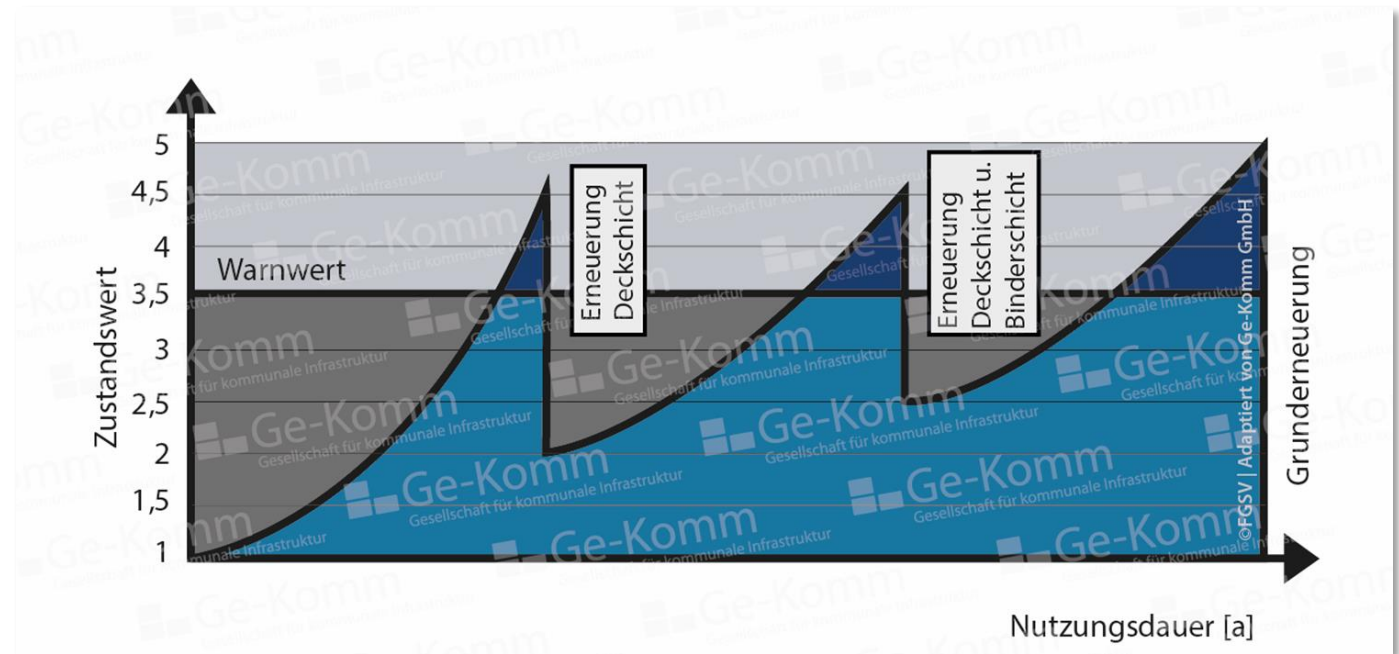 5
4,5
4
Warnwert
3,5
3
2,5
2
1,5
1
Zustandswert
Erneuerung
Deckschicht
Erneuerung
Deckschicht u.
Binderschicht
©FGSV | Adaptiert von Ge-Komm GmbH
Grunderneuerung
Nutzungsdauer [a]
Ge-Komm
Gesellschaft für kommunale Infrastruktur